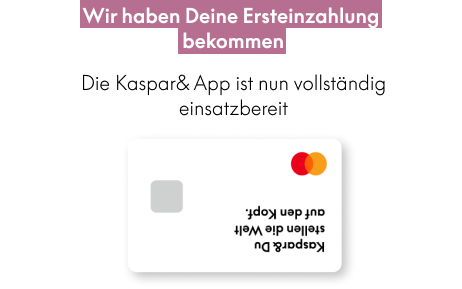 Wir haben Deine Ersteinzahlung
bekommen
Die Kaspar& App ist nun vollständig
einsatzbereit
Kaspar& Du
stellen die Welt
auf den Kopf.